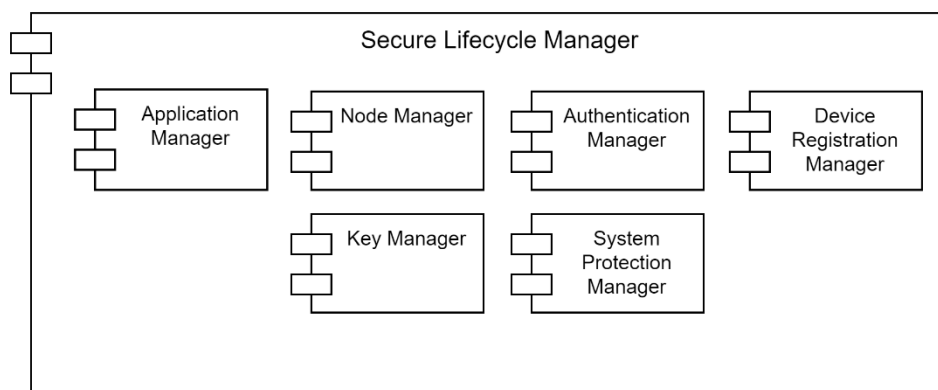 Secure Lifecycle Manager
Application
Manager
Node Manager
Authentication
Manager
Device
Registration
Manager
Key Manager
System
Protection
Manager